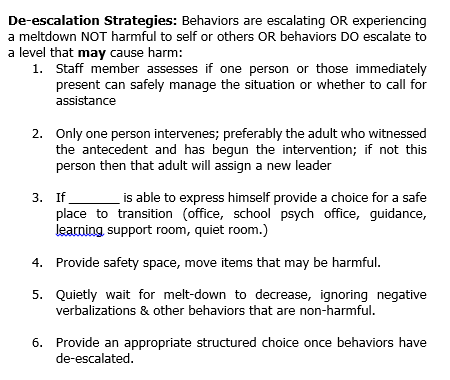 De-escalation Strategies: Behaviors are escalating OR experiencing
a meltdown NOT harmful to self or others OR behaviors DO escalate to
a level that may cause harm:
1. Staff member assesses if one person or those immediately
present can safely manage the situation or whether to call for
assistance
2. Only one person intervenes; preferably the adult who witnessed
the antecedent and has begun the intervention; if not this
person then that adult will assign a new leader
3. If _______ is able to express himself provide a choice for a safe
place to transition (office, school psych office, guidance,
learning support room, quiet room.)
4. Provide safety space, move items that may be harmful.
5. Quietly wait for melt-down to decrease, ignoring negative
verbalizations & other behaviors that are non-harmful.
6. Provide an appropriate structured choice once behaviors have
de-escalated.